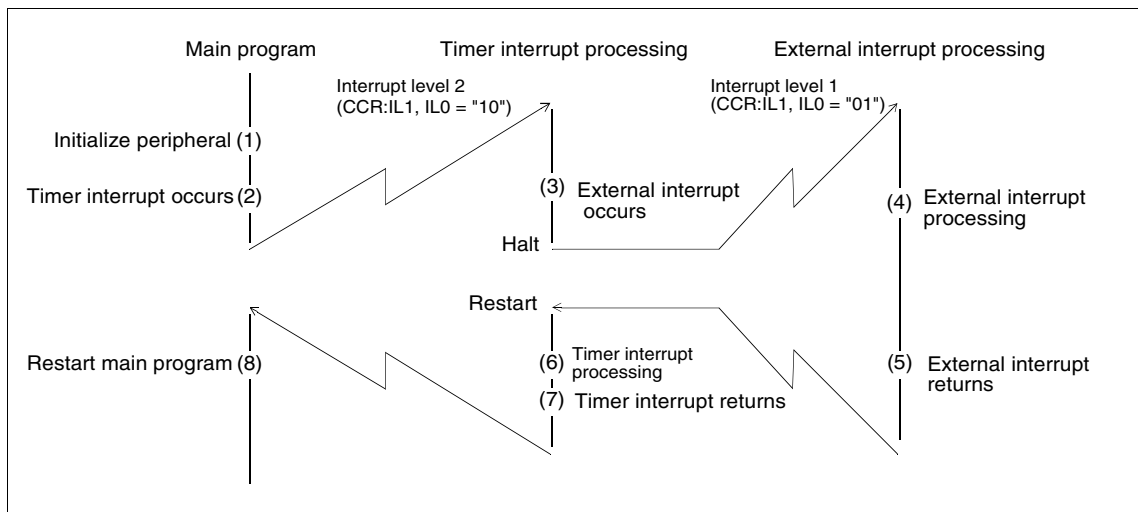 Main program
Timer interrupt processing
External interrupt processing
Interrupt level 2
(CCR:IL1, IL0 = "10")
Interrupt level 1
(CCR:IL1, IL0 = "01")
Initialize peripheral (1)
Timer interrupt occurs (2)
(3) External interrupt
occurs
(4) External interrupt
processing
Halt
Restart
Restart main program (8)
(6) Timer interrupt
processing
(7) Timer interrupt returns
(5) External interrupt
returns